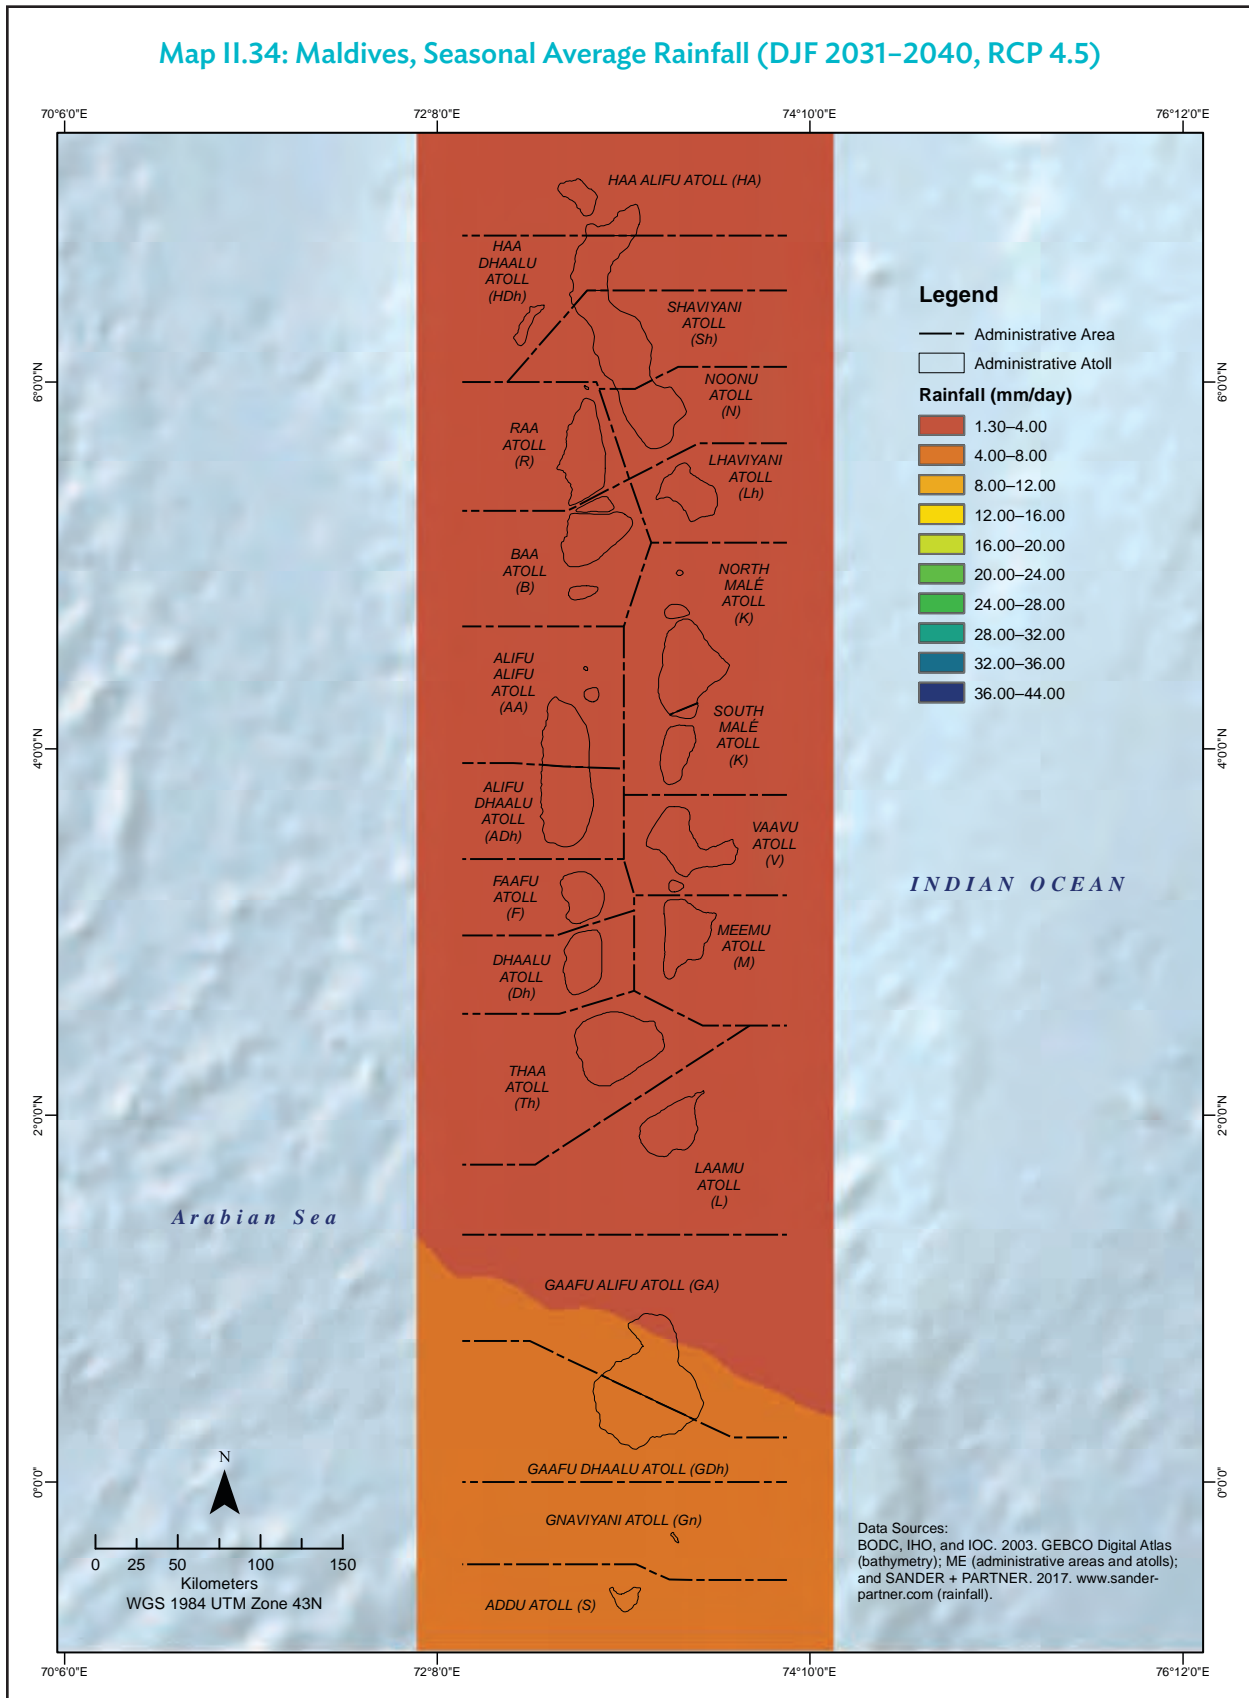 Map II.34: Maldives, Seasonal Average Rainfall (DJF 2031–2040, RCP 4.5)
70°6'0"E
72°8'0"E
74°10'0"E
76°12'0"E
HAA ALIFU ATOLL (HA)
HAA
DHAALU
ATOLL
(HDh)
SHAVIYANI
ATOLL
(Sh)
6°0'0"N
6°0'0"N
NOONU
ATOLL
(N)
RAA
ATOLL
(R)
LHAVIYANI
ATOLL
(Lh)
BAA
ATOLL
(B)
NORTH
MALÉ
ATOLL
(K)
ALIFU
ALIFU
ATOLL
(AA)
SOUTH
MALÉ
ATOLL
(K)
4°0'0"N
4°0'0"N
ALIFU
DHAALU
ATOLL
(ADh)
VAAVU
ATOLL
(V)
FAAFU
ATOLL
(F)
MEEMU
ATOLL
(M)
DHAALU
ATOLL
(Dh)
THAA
ATOLL
(Th)
2°0'0"N
2°0'0"N
LAAMU
ATOLL
(L)
GAAFU ALIFU ATOLL (GA)
GAAFU DHAALU ATOLL (GDh)
0°0'0"
0°0'0"
GNAVIYANI ATOLL (Gn)
ADDU ATOLL (S)
Legend
Administrative Area
Administrative Atoll
Rainfall (mm/day)
1.30–4.00
4.00–8.00
8.00–12.00
12.00–16.00
16.00–20.00
20.00–24.00
24.00–28.00
28.00–32.00
32.00–36.00
36.00–44.00
INDIAN OCEAN
Arabian Sea
N
0 25 50 100 150
Kilometers
WGS 1984 UTM Zone 43N
Data Sources:
BODC, IHO, and IOC. 2003. GEBCO Digital Atlas
(bathymetry); ME (administrative areas and atolls);
and SANDER + PARTNER. 2017. www.sander-
partner.com (rainfall).
70°6'0"E
72°8'0"E
74°10'0"E
76°12'0"E